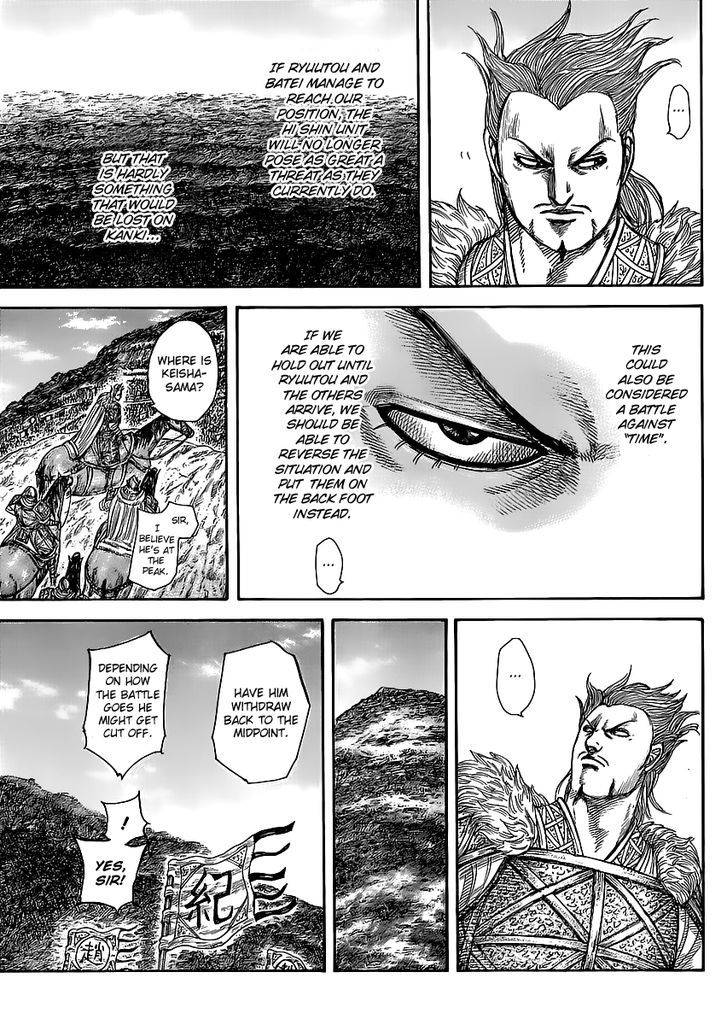 ...
IF RYUUTOU AND
BATEI MANAGE TO
REACH OUR
POSITION, THE
HI SHIN UNIT
WILL NO LONGER
POSE AS GREAT A
THREAT AS THEY
CURRENTLY DO.
BUT THAT
IS HARDLY
SOMETHING
THAT WOULD
BE LOST ON
KANKI...
THIS
COULD
ALSO BE
CONSIDERED
A BATTLE
AGAINST
"TIME".
IF WE
ARE ABLE TO
HOLD OUT UNTIL
RYUUTOU AND
THE OTHERS
ARRIVE, WE
SHOULD BE
ABLE TO
REVERSE THE
SITUATION AND
PUT THEM ON
THE BACK FOOT
INSTEAD.
...
WHERE IS
KEISHA-
SAMA?
SIR,
I
BELIEVE
HE'S AT
THE
PEAK.
...
HAVE HIM
WITHDRAW
BACK TO THE
MIDPOINT.
DEPENDING
ON HOW
THE BATTLE
GOES HE
MIGHT GET
CUT OFF.
!
YES,
SIR!
紀
趙